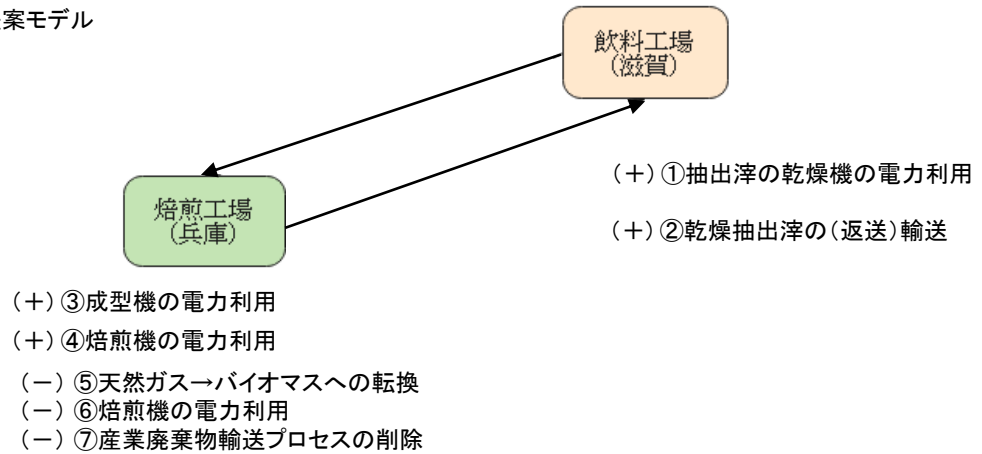 案モデル
飲料工場
(滋賀)
焙煎工場
(兵庫)
(+)①抽出滓の乾燥機の電力利用
(+)②乾燥抽出滓の(返送)輸送
(+)③成型機の電力利用
(+)④焙煎機の電力利用
(-)⑤天然ガス→バイオマスへの転換
(-)⑥焙煎機の電力利用
(-)⑦産業廃棄物輸送プロセスの削除